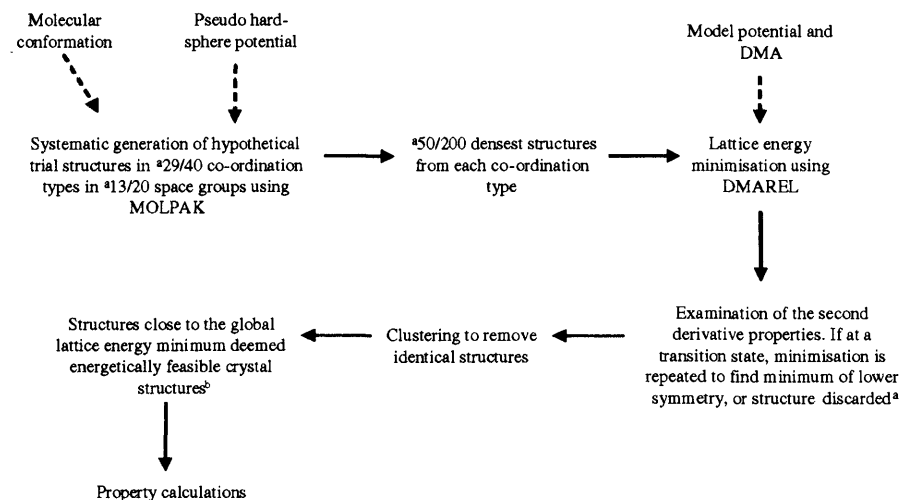 Molecular
conformation
Pseudo hard-
sphere potential
Model potential and
DMA
Systematic generation of hypothetical
trial structures in ᵃ29/40 co-ordination
types in ᵃ13/20 space groups using
MOLPAK
ᵃ50/200 densest structures
from each co-ordination
type
Lattice energy
minimisation using
DMAREL
Structures close to the global
lattice energy minimum deemed
energetically feasible crystal
structuresᵇ
Clustering to remove
identical structures
Examination of the second
derivative properties. If at a
transition state, minimisation is
repeated to find minimum of lower
symmetry, or structure discardedᵃ
Property calculations